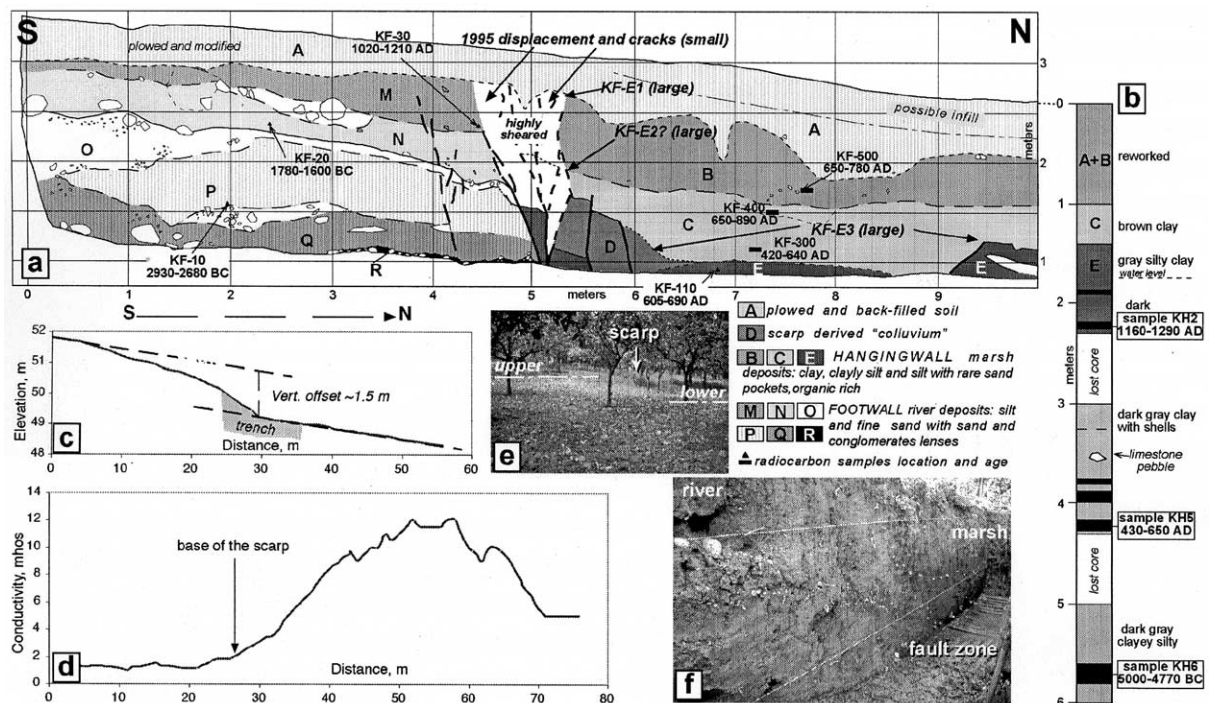 S
N
plowed and modified
A
KF-30
1020-1210 AD
1995 displacement and cracks (small)
KF-E1 (large)
highly
sheared
KF-E2? (large)
possible infill
A
M
N
O
KF-20
1780-1600 BC
P
KF-500
650-780 AD
B
KF-400
650-890 AD
C
KF-E3 (large)
D
KF-300
420-640 AD
Q
KF-10
2930-2680 BC
R
E
E
KF-110
605-690 AD
a
3
2
1
meters
0 1 2 3 4 5 meters 6 7 8 9
S N
52
51
50
49
48
Elevation, m
Vert. offset ~1.5 m
trench
Distance, m
0 10 20 30 40 50 60
c
14
12
10
8
6
4
2
0
Conductivity, mhos
base of the scarp
Distance, m
0 10 20 30 40 50 60 70 80
d
scarp
upper
lower
e
A plowed and back-filled soil
D scarp derived "colluvium"
B C E HANGINGWALL marsh
deposits: clay, clayly silt and silt with rare sand
pockets, organic rich
M N O FOOTWALL river deposits: silt
P Q R and fine sand with sand and
conglomerates lenses
radiocarbon samples location and age
river
marsh
fault zone
f
b
0
1
2
3
4
5
6
meters
A+B
reworked
C
brown clay
E
gray silty clay
water level
dark
sample KH2
1160-1290 AD
lost core
dark gray clay
with shells
limestone
pebble
sample KH5
430-650 AD
lost core
dark gray
clayey silty
sample KH6
5000-4770 BC